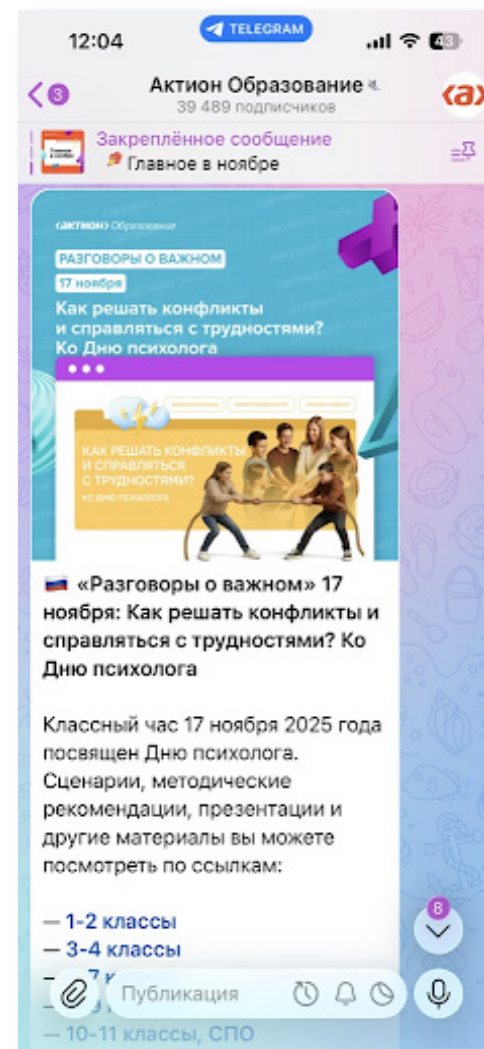 12:04
TELEGRAM
43
3
Актион Образование
39 489 подписчиков
Закреплённое сообщение
Главное в ноябре
‹актион› Образование
РАЗГОВОРЫ О ВАЖНОМ
17 ноября
Как решать конфликты
и справляться с трудностями?
Ко Дню психолога
КАК РЕШАТЬ КОНФЛИКТЫ
И СПРАВЛЯТЬСЯ
С ТРУДНОСТЯМИ?
КО ДНЮ ПСИХОЛОГА
«Разговоры о важном» 17
ноября: Как решать конфликты и
справляться с трудностями? Ко
Дню психолога
Классный час 17 ноября 2025 года
посвящен Дню психолога.
Сценарии, методические
рекомендации, презентации и
другие материалы вы можете
посмотреть по ссылкам:
— 1-2 классы
— 3-4 классы
8
Публикация
— 10-11 классы, СПО